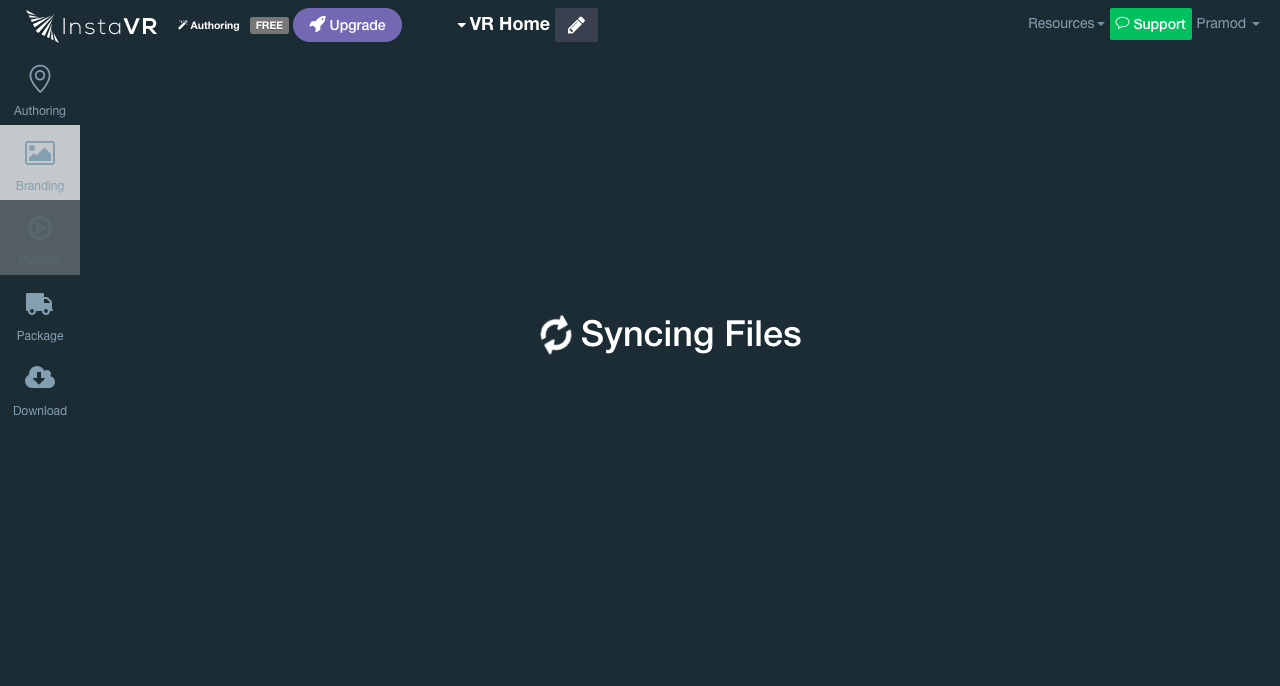 InstaVR
Authoring
FREE
Upgrade
VR Home
Resources
Support
Pramod
Authoring
Branding
Preview
Package
Download
Syncing Files